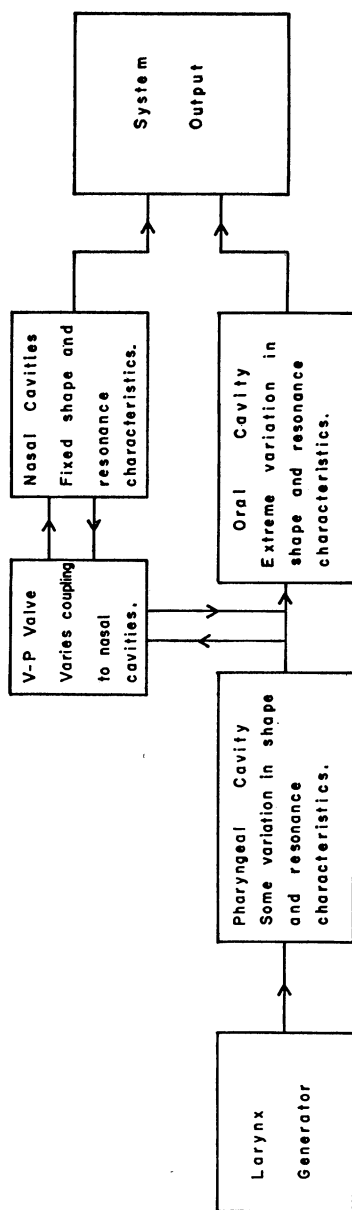 Larynx
Generator
Pharyngeal Cavity
Some variation in shape
and resonance
characteristics.
V-P Valve
Varies coupling
to nasal
cavities.
Nasal Cavities
Fixed shape and
resonance
characteristics.
Oral Cavity
Extreme variation in
shape and resonance
characteristics.
System
Output